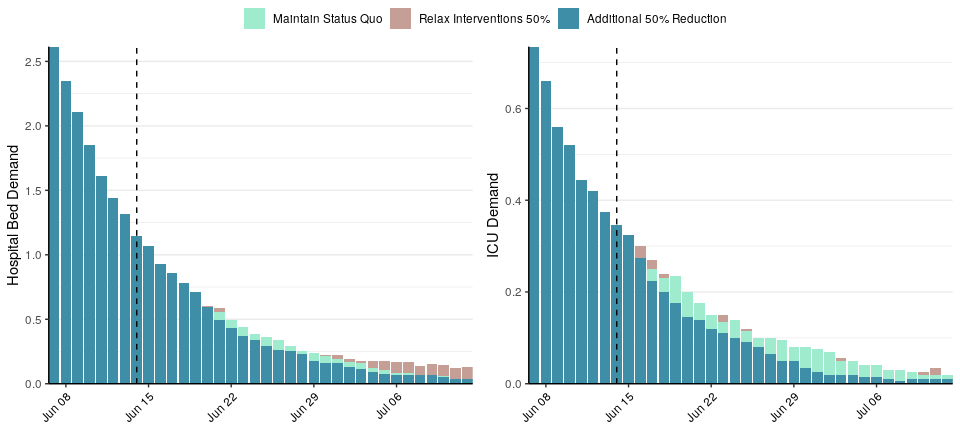 Maintain Status Quo Relax Interventions 50% Additional 50% Reduction
Hospital Bed Demand
2.5
2.0
1.5
1.0
0.5
0.0
Jun 08 Jun 15 Jun 22 Jun 29 Jul 06
ICU Demand
0.6
0.4
0.2
0.0
Jun 08 Jun 15 Jun 22 Jun 29 Jul 06